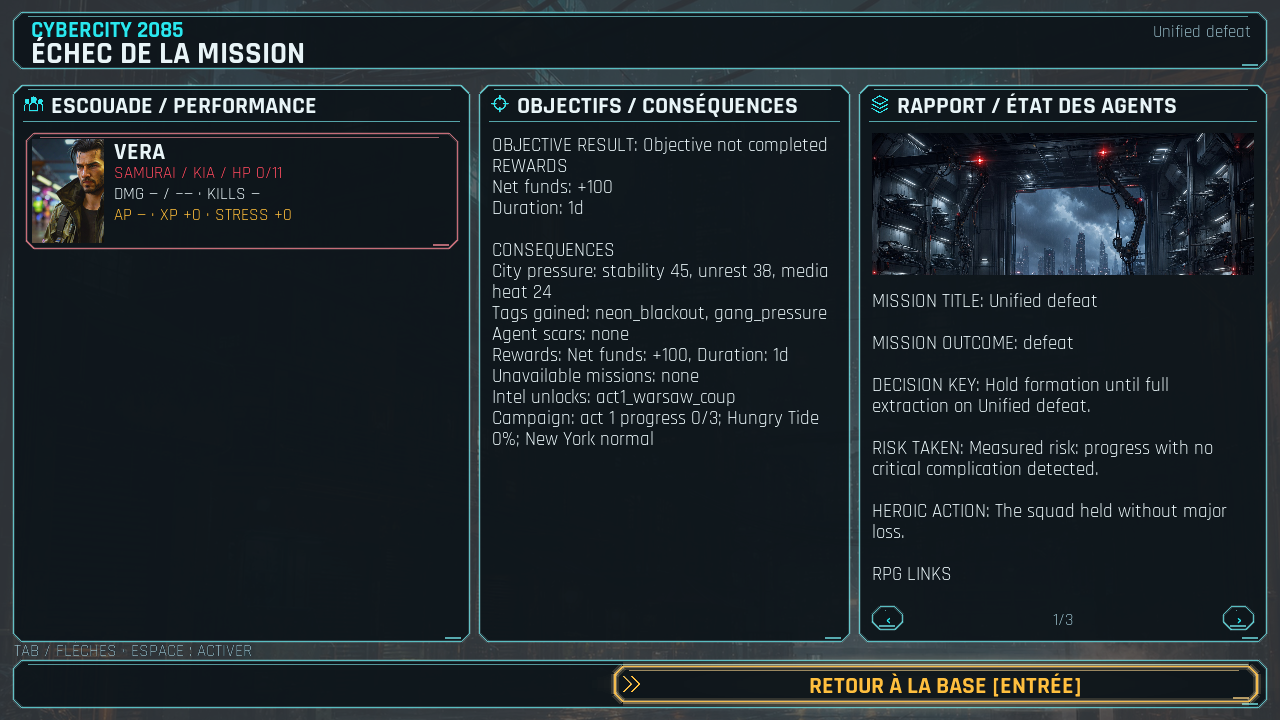 CYBERCITY 2085
ÉCHEC DE LA MISSION
Unified defeat
ESCOUADE / PERFORMANCE
VERA
SAMURAI / KIA / HP 0/11
DMG – / –– · KILLS –
AP – · XP +0 · STRESS +0
OBJECTIFS / CONSÉQUENCES
OBJECTIVE RESULT: Objective not completed
REWARDS
Net funds: +100
Duration: 1d
CONSEQUENCES
City pressure: stability 45, unrest 38, media
heat 24
Tags gained: neon_blackout, gang_pressure
Agent scars: none
Rewards: Net funds: +100, Duration: 1d
Unavailable missions: none
Intel unlocks: act1_warsaw_coup
Campaign: act 1 progress 0/3; Hungry Tide
0%; New York normal
RAPPORT / ÉTAT DES AGENTS
MISSION TITLE: Unified defeat
MISSION OUTCOME: defeat
DECISION KEY: Hold formation until full
extraction on Unified defeat.
RISK TAKEN: Measured risk: progress with no
critical complication detected.
HEROIC ACTION: The squad held without major
loss.
RPG LINKS
‹ 1/3 ›
TAB / FLÈCHES · ESPACE : ACTIVER
RETOUR À LA BASE [ENTRÉE]